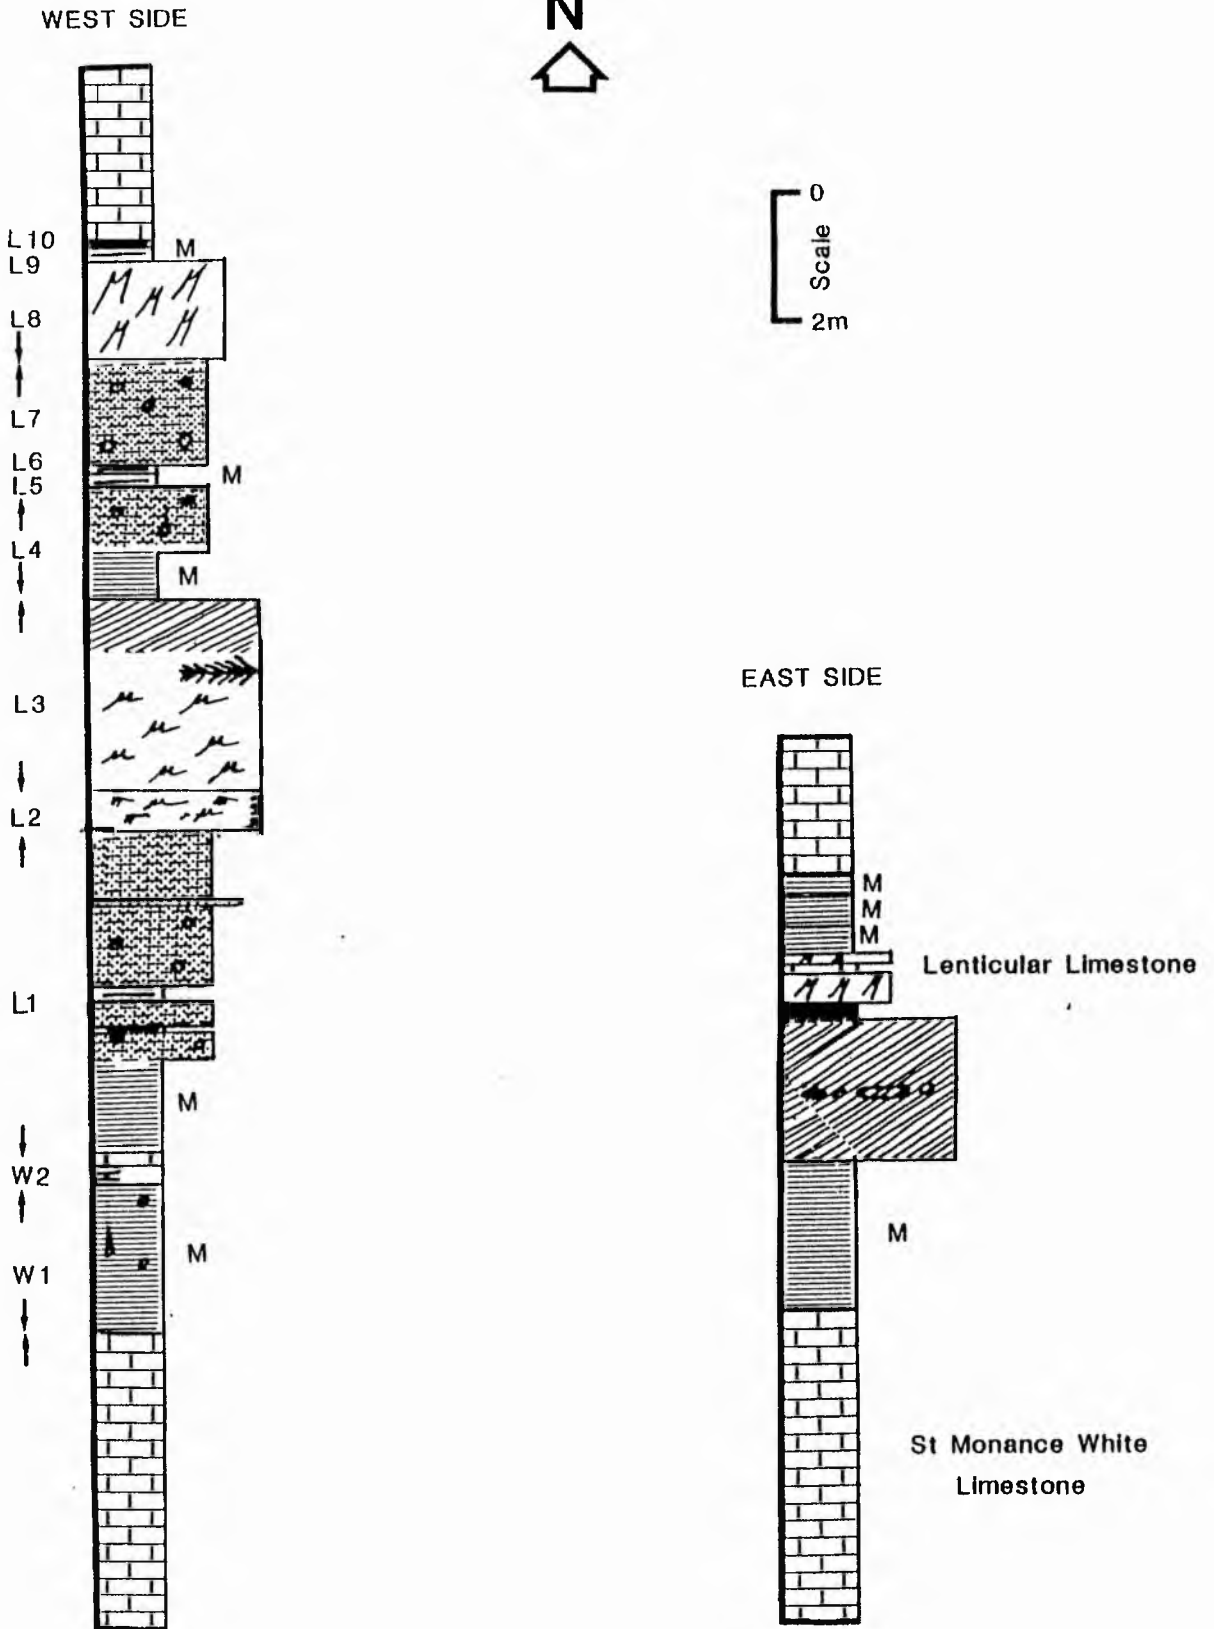 WEST SIDE
N
0
Scale
2m
L10
M
L9
L8
L7
L6
M
L5
L4
M
L3
L2
L1
M
W2
M
W1
EAST SIDE
M
M
M
Lenticular Limestone
M
St Monance White
Limestone